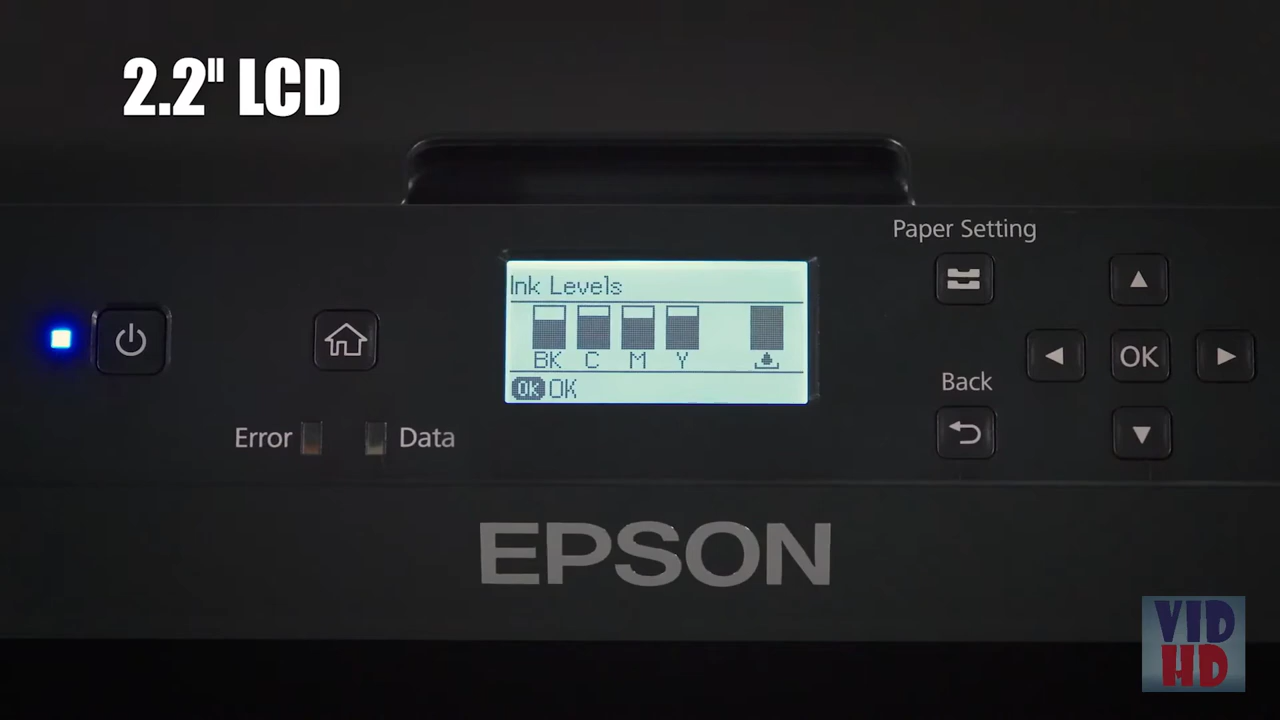 2.2" LCD
Paper Setting
Ink Levels
BK C M Y
OK OK
OK
Back
Error Data
EPSON
VID
HD